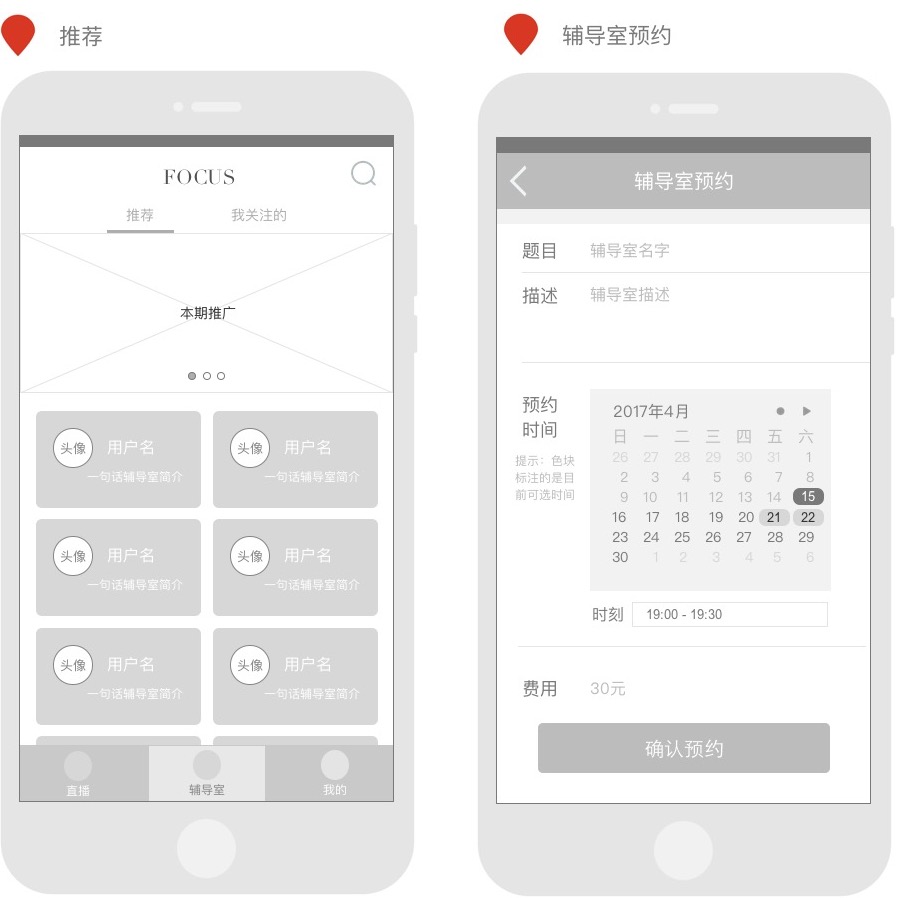 推荐
FOCUS
推荐 我关注的
本期推广
头像 用户名 头像 用户名
一句话辅导室简介 一句话辅导室简介
头像 用户名 头像 用户名
一句话辅导室简介 一句话辅导室简介
头像 用户名 头像 用户名
一句话辅导室简介 一句话辅导室简介
直播 辅导室 我的
辅导室预约
辅导室预约
题目 辅导室名字
描述 辅导室描述
预约
时间
提示：色块
标注的是目
前可选时间
2017年4月
日 一 二 三 四 五 六
26 27 28 29 30 31 1
2 3 4 5 6 7 8
9 10 11 12 13 14 15
16 17 18 19 20 21 22
23 24 25 26 27 28 29
30 1 2 3 4 5 6
时刻 19:00 - 19:30
费用 30元
确认预约